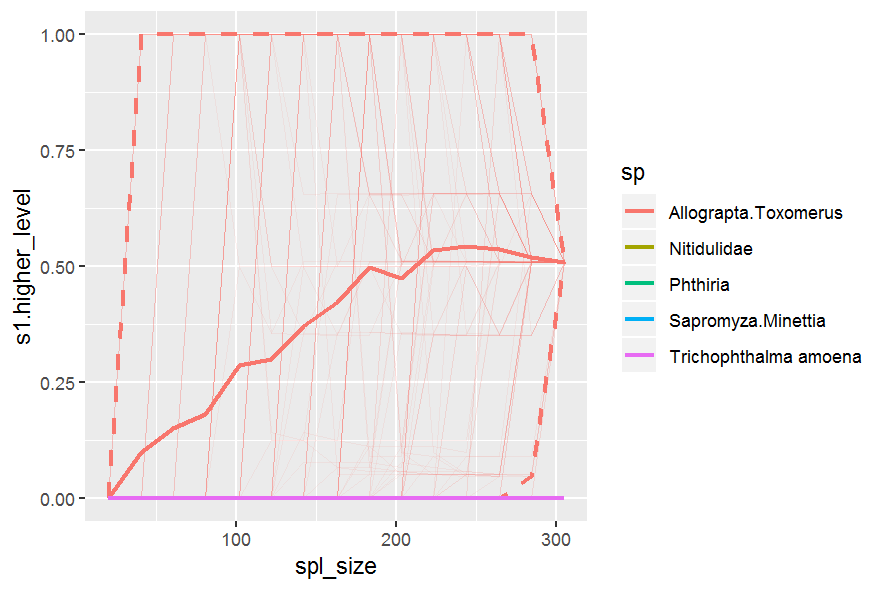 1.00
0.75
0.50
0.25
0.00
s1.higher_level
100
200
300
spl_size
sp
Allograpta.Toxomerus
Nitidulidae
Phthiria
Sapromyza.Minettia
Trichophthalma amoena